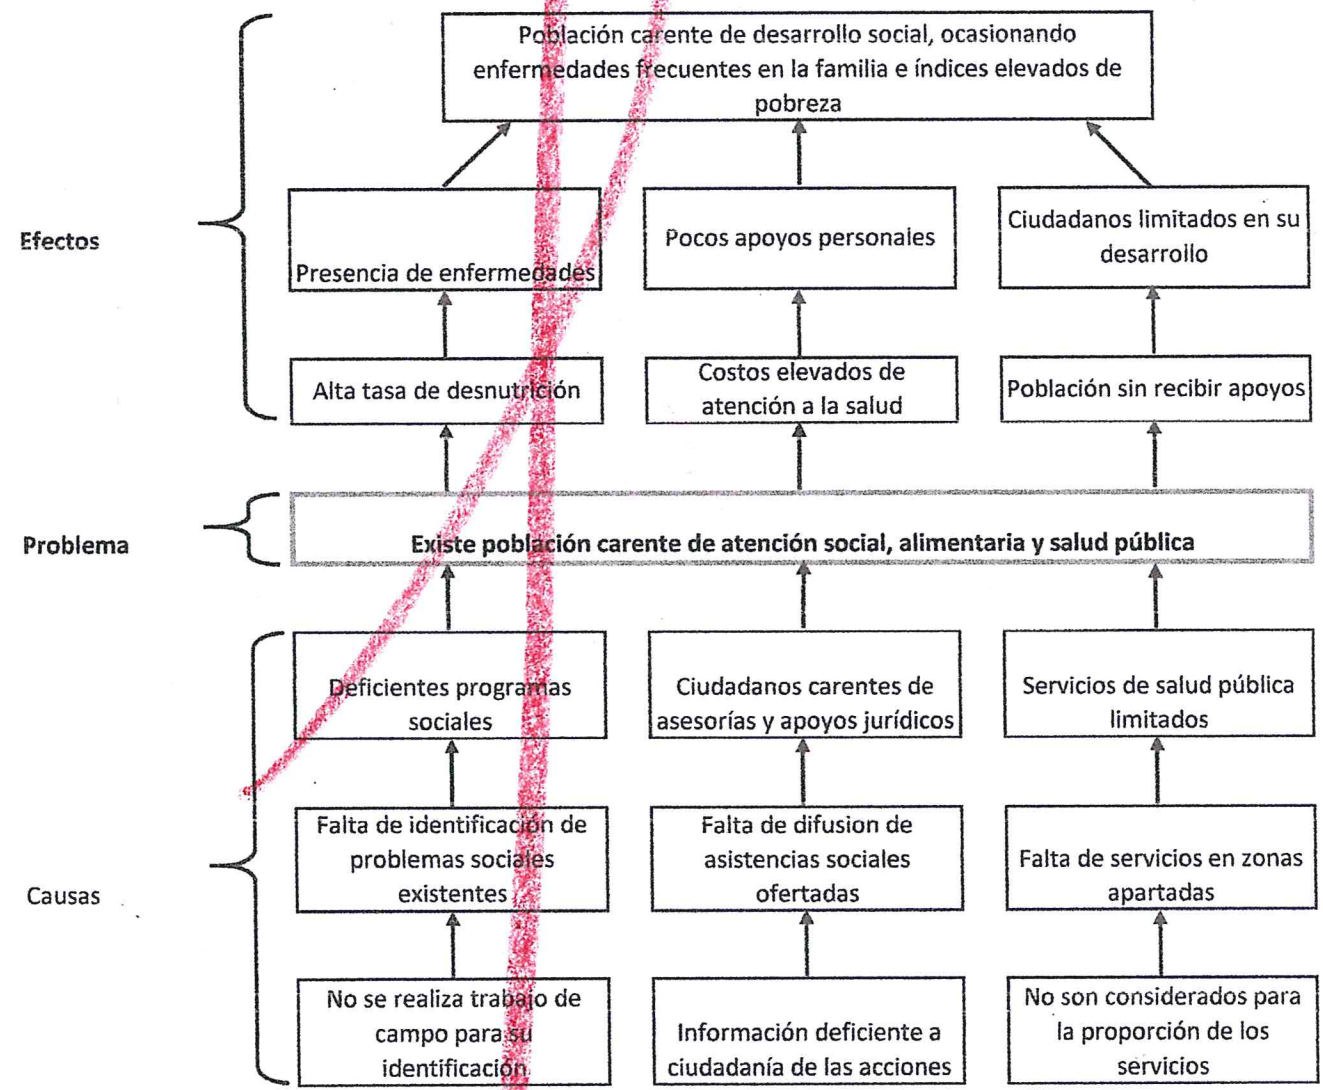 Población carente de desarrollo social, ocasionando
enfermedades frecuentes en la familia e índices elevados de
pobreza
Efectos
Presencia de enfermedades
Pocos apoyos personales
Ciudadanos limitados en su
desarrollo
Alta tasa de desnutrición
Costos elevados de
atención a la salud
Población sin recibir apoyos
Problema
Existe población carente de atención social, alimentaria y salud pública
Deficientes programas
sociales
Ciudadanos carentes de
asesorías y apoyos jurídicos
Servicios de salud pública
limitados
Causas
Falta de identificación de
problemas sociales
existentes
Falta de difusion de
asistencias sociales
ofertadas
Falta de servicios en zonas
apartadas
No se realiza trabajo de
campo para su
identificación
Información deficiente a
ciudadanía de las acciones
No son considerados para
la proporción de los
servicios